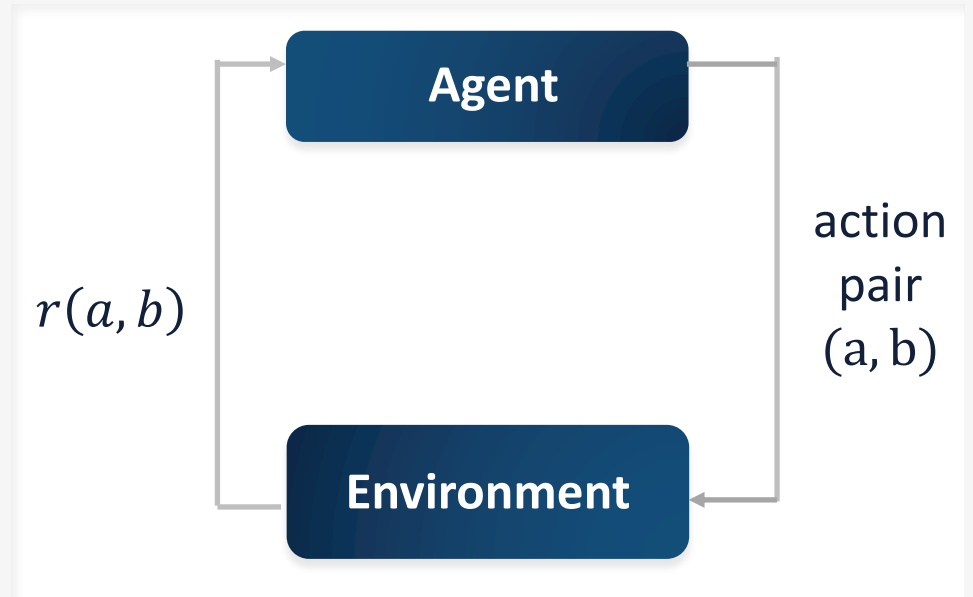 Agent
r(a, b)
action
pair
(a, b)
Environment